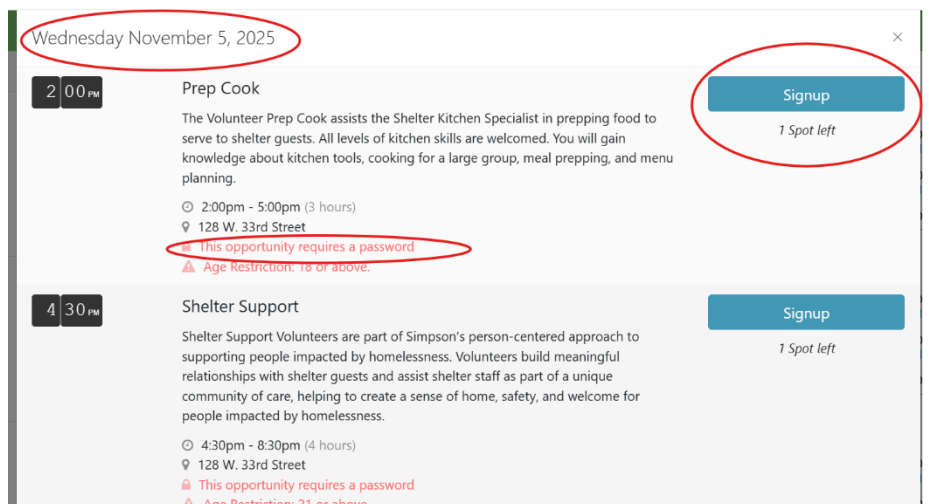 Wednesday November 5, 2025
×
2 00 PM
Prep Cook
Signup
1 Spot left
The Volunteer Prep Cook assists the Shelter Kitchen Specialist in prepping food to
serve to shelter guests. All levels of kitchen skills are welcomed. You will gain
knowledge about kitchen tools, cooking for a large group, meal prepping, and menu
planning.
2:00pm - 5:00pm (3 hours)
128 W. 33rd Street
This opportunity requires a password
Age Restriction: 18 or above.
4 30 PM
Shelter Support
Signup
1 Spot left
Shelter Support Volunteers are part of Simpson's person-centered approach to
supporting people impacted by homelessness. Volunteers build meaningful
relationships with shelter guests and assist shelter staff as part of a unique
community of care, helping to create a sense of home, safety, and welcome for
people impacted by homelessness.
4:30pm - 8:30pm (4 hours)
128 W. 33rd Street
This opportunity requires a password
Age Restriction: 21 or above.